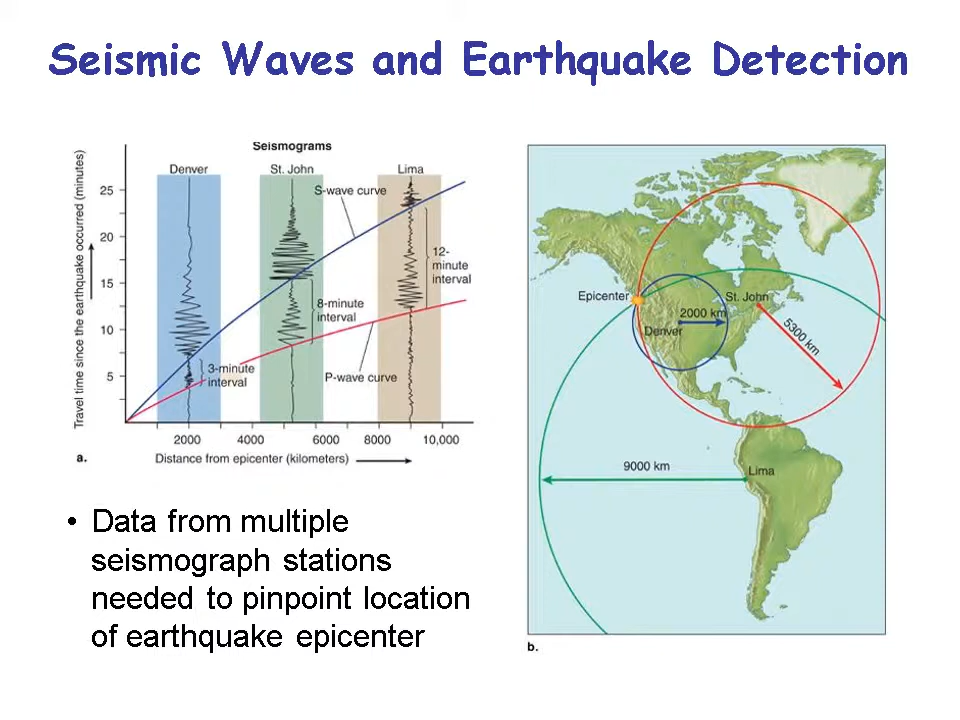 Seismic Waves and Earthquake Detection
Seismograms
Denver
St. John
Lima
Travel time since the earthquake occurred (minutes)
25
20
15
10
5
S-wave curve
12-
minute
interval
8-minute
interval
3-minute
interval
P-wave curve
2000
4000
6000
8000
10,000
a.
Distance from epicenter (kilometers)
Epicenter
St. John
2000 km
Denver
5300 km
9000 km
Lima
b.
• Data from multiple
seismograph stations
needed to pinpoint location
of earthquake epicenter